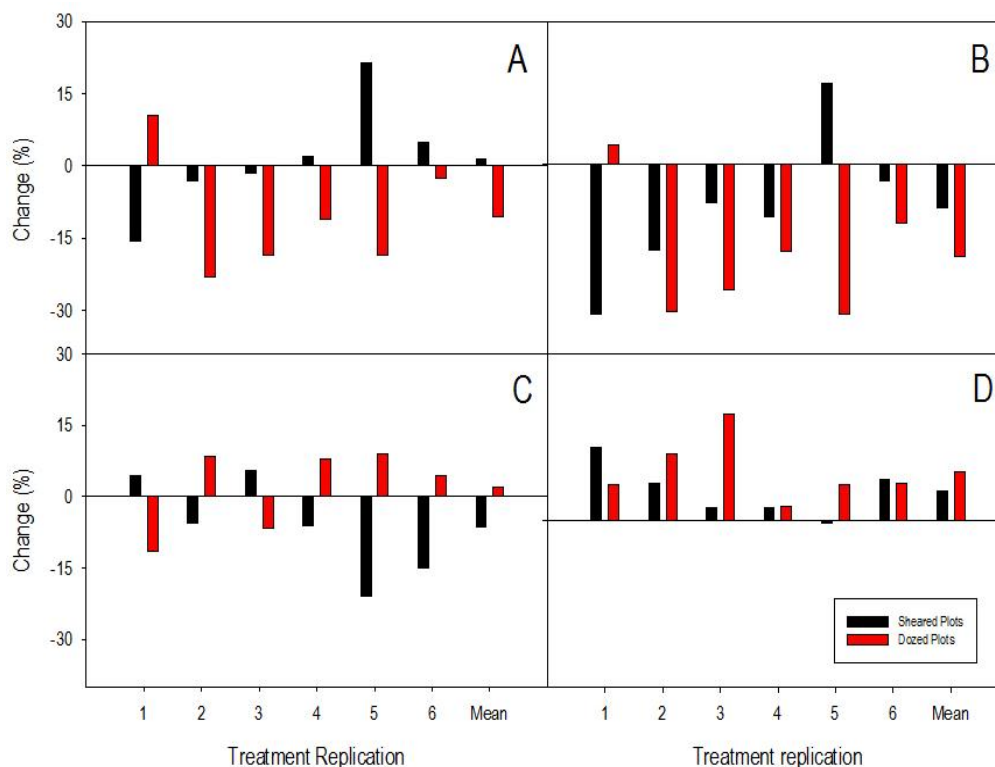 30
15
0
-15
-30
Change (%)
A
B
30
15
0
-15
-30
Change (%)
C
D
Sheared Plots
Dozed Plots
1 2 3 4 5 6 Mean
1 2 3 4 5 6 Mean
Treatment Replication
Treatment replication